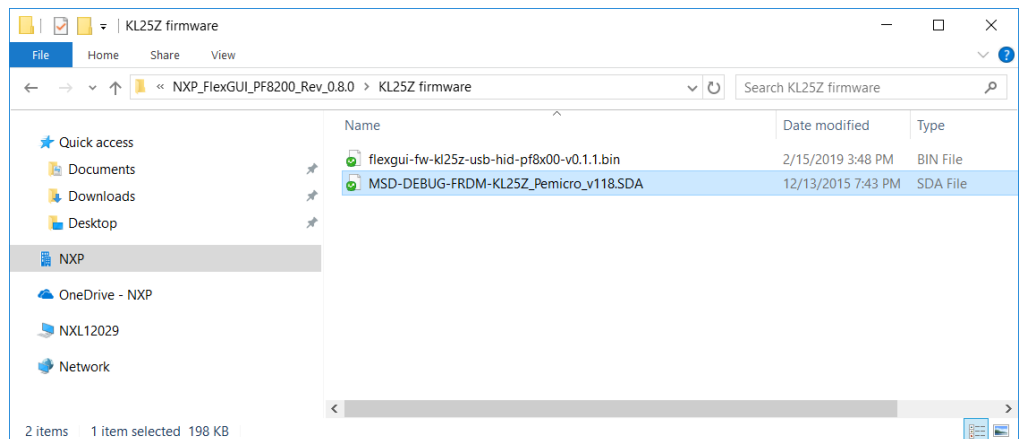 KL25Z firmware
File Home Share View
« NXP_FlexGUI_PF8200_Rev_0.8.0 > KL25Z firmware Search KL25Z firmware
Name Date modified Type
Quick access
flexgui-fw-kl25z-usb-hid-pf8x00-v0.1.1.bin 2/15/2019 3:48 PM BIN File
Documents
MSD-DEBUG-FRDM-KL25Z_Pemicro_v118.SDA 12/13/2015 7:43 PM SDA File
Downloads
Desktop
NXP
OneDrive - NXP
NXL12029
Network
2 items 1 item selected 198 KB